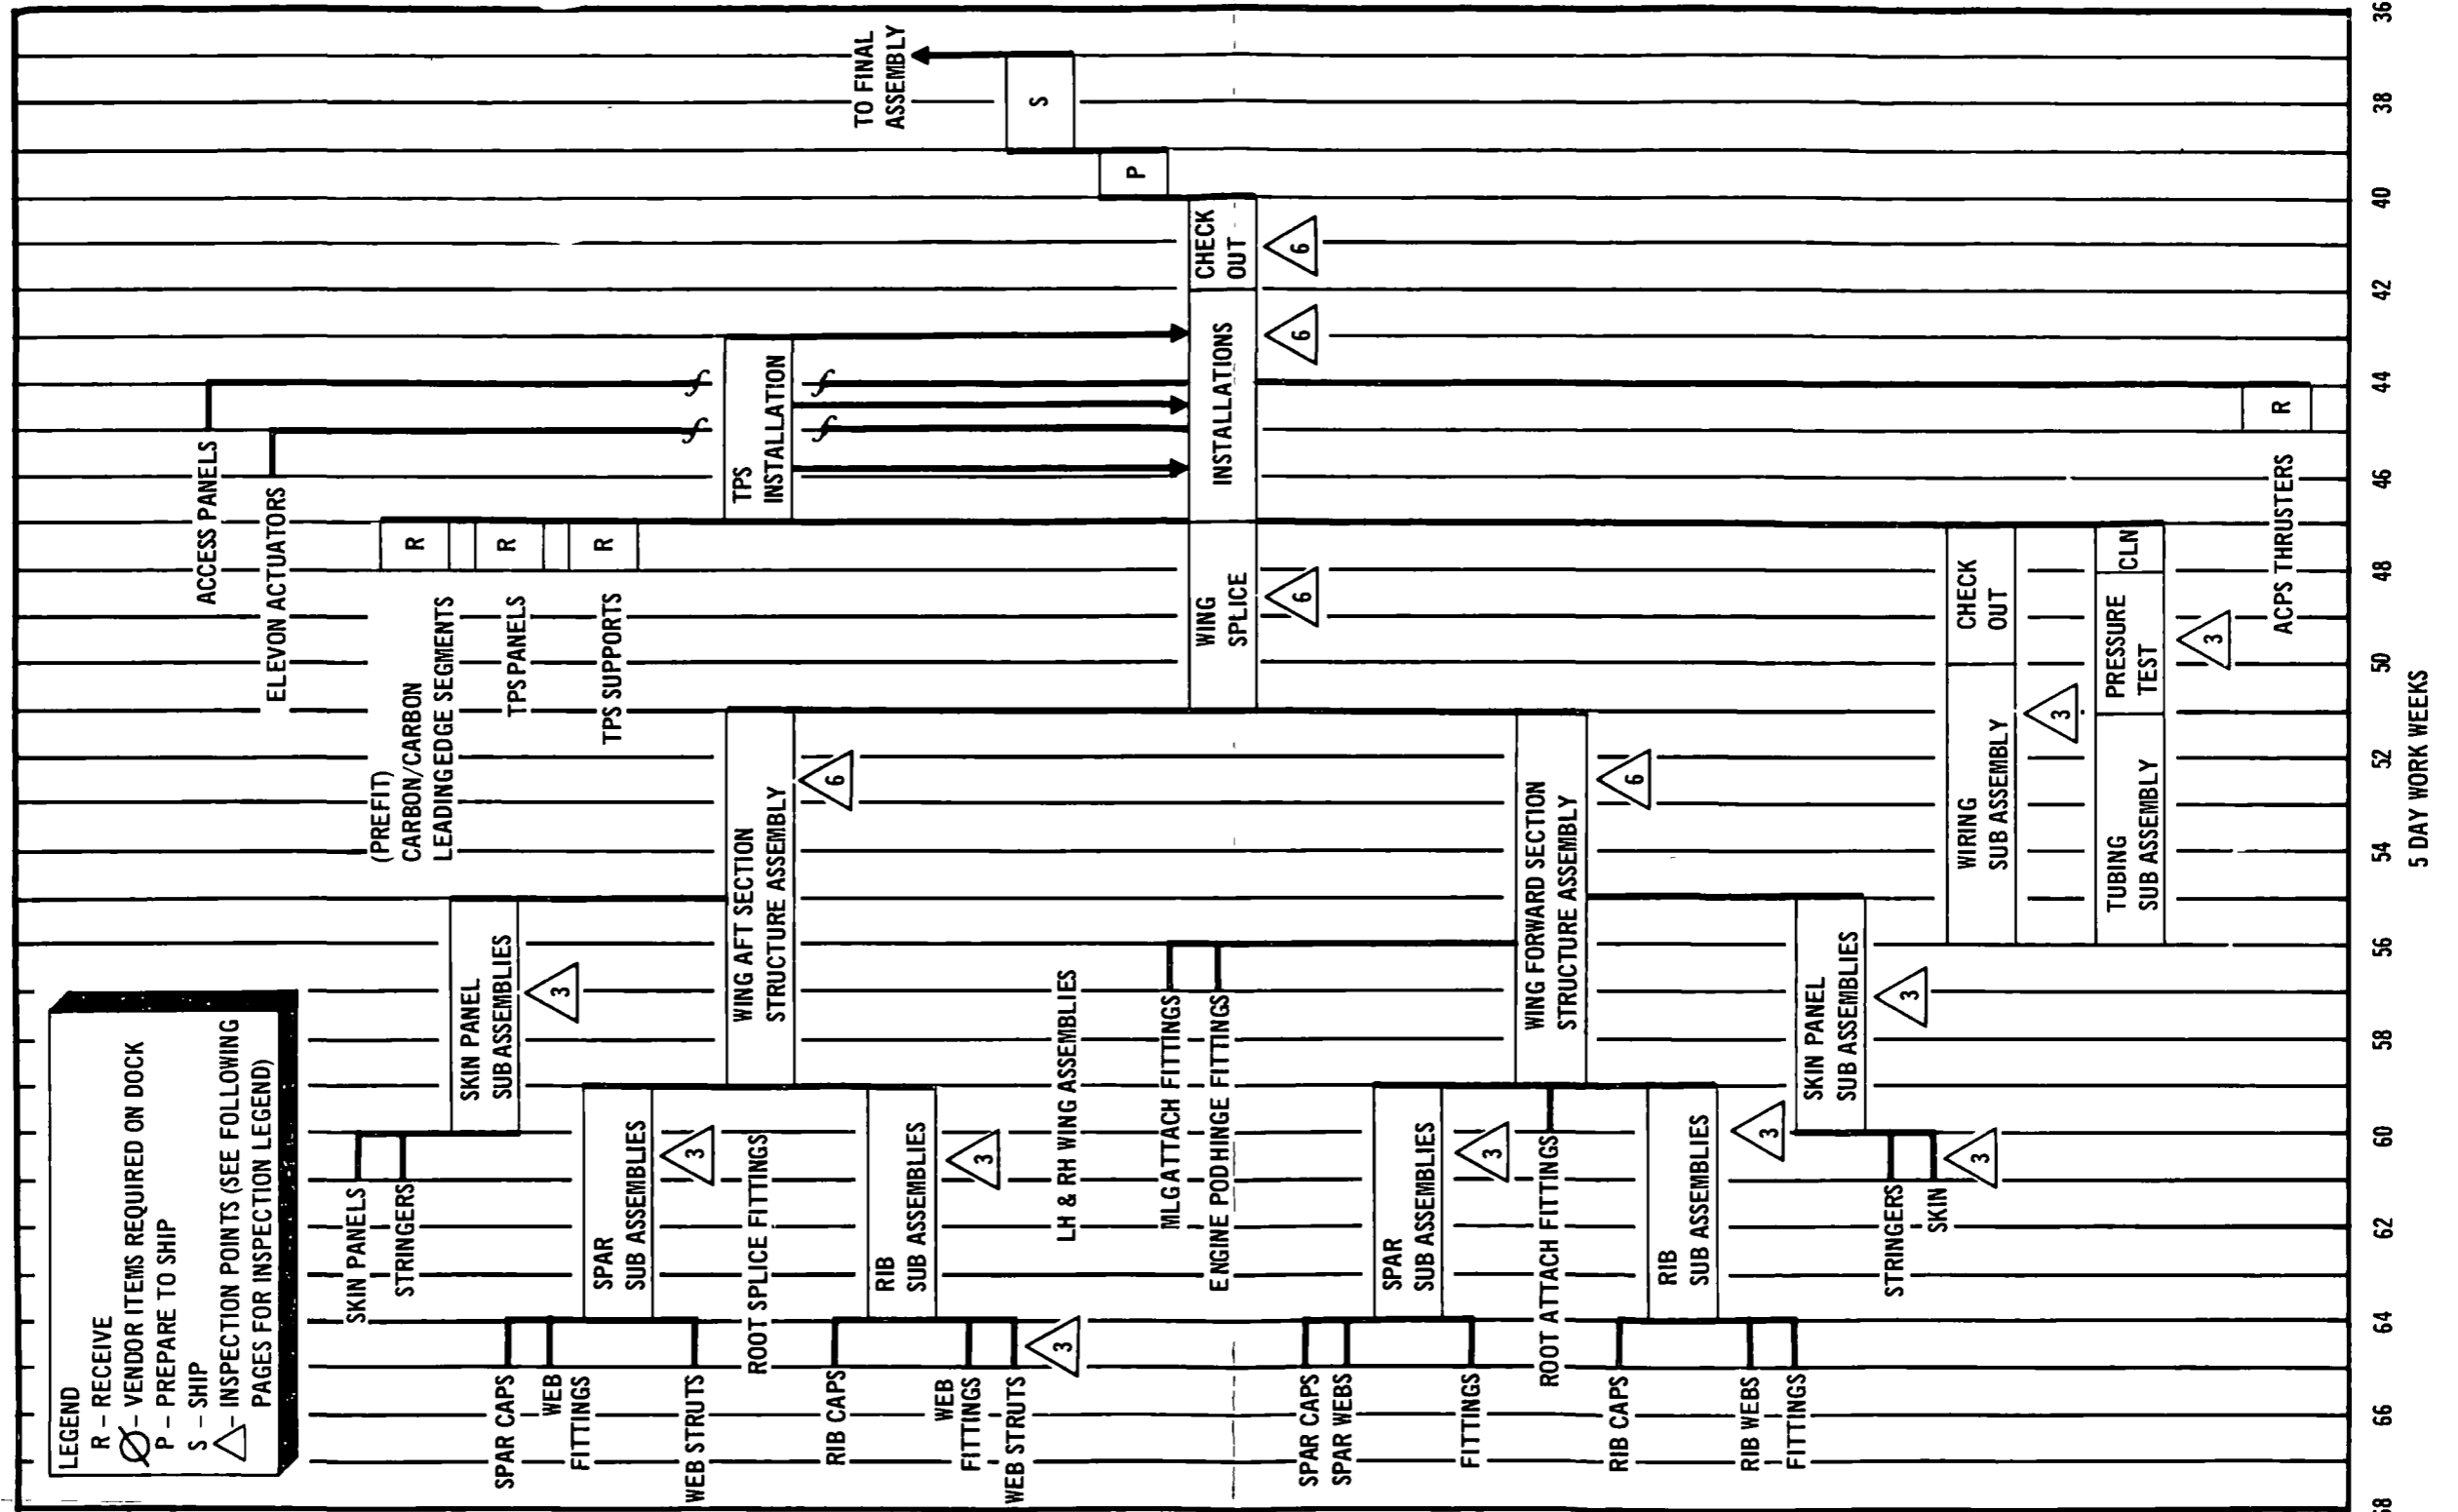 LEGEND
R – RECEIVE
– VENDOR ITEMS REQUIRED ON DOCK
P – PREPARE TO SHIP
S – SHIP
– INSPECTION POINTS (SEE FOLLOWING
PAGES FOR INSPECTION LEGEND)
SKIN PANELS
STRINGERS
SKIN PANEL
SUB ASSEMBLIES
3
SPAR CAPS
WEB
FITTINGS
WEB STRUTS
SPAR
SUB ASSEMBLIES
3
ROOT SPLICE FITTINGS
RIB CAPS
WEB
FITTINGS
WEB STRUTS
3
RIB
SUB ASSEMBLIES
3
WING AFT SECTION
STRUCTURE ASSEMBLY
6
ACCESS PANELS
ELEVON ACTUATORS
(PREFIT)
CARBON/CARBON
LEADING EDGE SEGMENTS
R
TPS PANELS
R
TPS SUPPORTS
R
TPS
INSTALLATION
TO FINAL
ASSEMBLY
S
P
LH & RH WING ASSEMBLIES
MLG ATTACH FITTINGS
ENGINE POD HINGE FITTINGS
WING
SPLICE
6
INSTALLATIONS
6
CHECK
OUT
6
SPAR CAPS
SPAR WEBS
FITTINGS
SPAR
SUB ASSEMBLIES
3
ROOT ATTACH FITTINGS
WING FORWARD SECTION
STRUCTURE ASSEMBLY
6
RIB CAPS
RIB WEBS
FITTINGS
RIB
SUB ASSEMBLIES
3
STRINGERS
SKIN
3
SKIN PANEL
SUB ASSEMBLIES
3
WIRING
SUB ASSEMBLY
3
CHECK
OUT
TUBING
SUB ASSEMBLY
PRESSURE
TEST
CLN
3
ACPS THRUSTERS
R
68 66 64 62 60 58 56 54 52 50 48 46 44 42 40 38 36
5 DAY WORK WEEKS